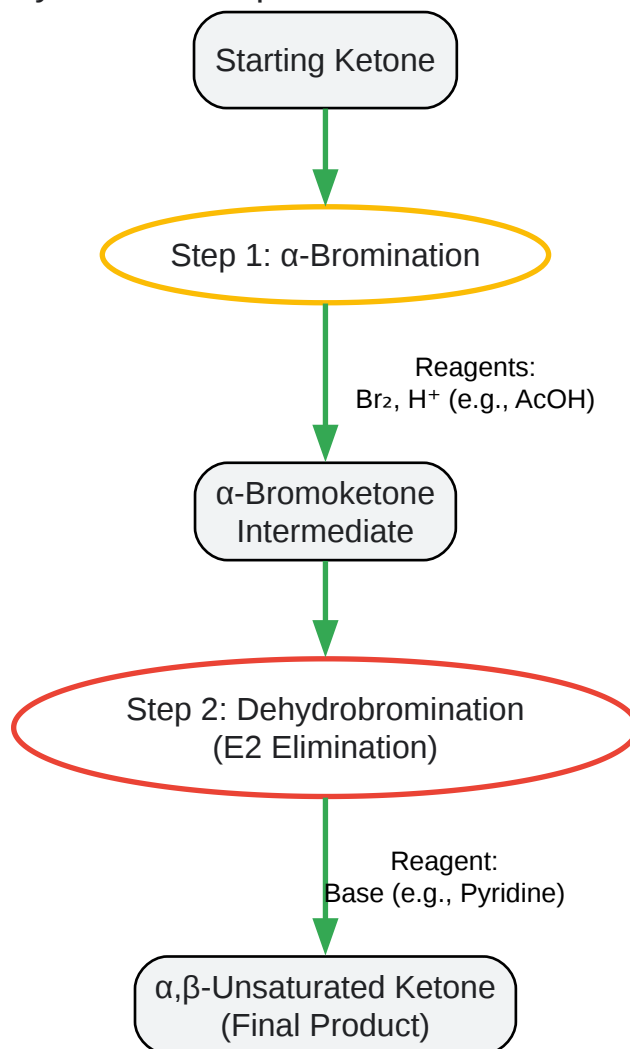 Starting Ketone
Step 1: α-Bromination
Reagents:
Br₂, H⁺ (e.g., AcOH)
α-Bromoketone
Intermediate
Step 2: Dehydrobromination
(E2 Elimination)
Reagent:
Base (e.g., Pyridine)
α,β-Unsaturated Ketone
(Final Product)